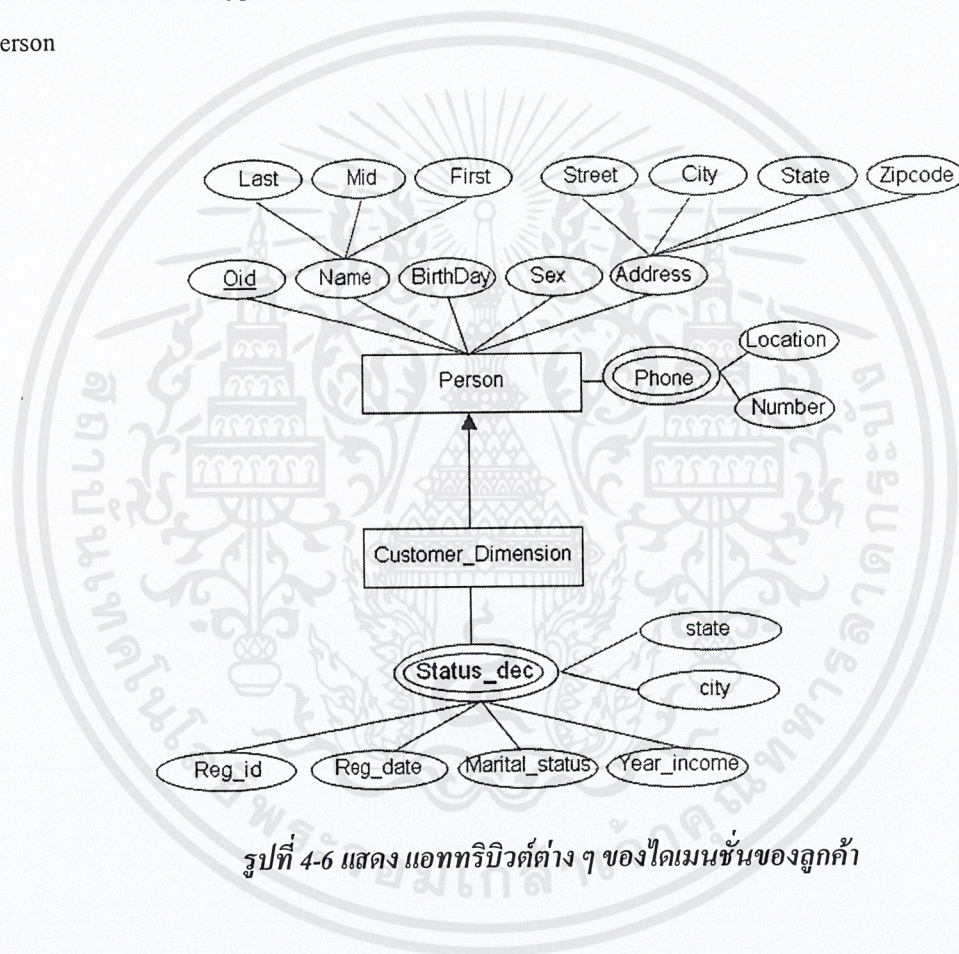 erson
Last Mid First Street City State Zipcode
Oid Name BirthDay Sex Address
Location
Person Phone
Number
Customer_Dimension
state
Status_dec
city
Reg_id Reg_date Marital_status Year_income
รูปที่ 4-6 แสดง แอททริบิวต์ต่าง ๆ ของไดเมนชั่นของลูกค้า